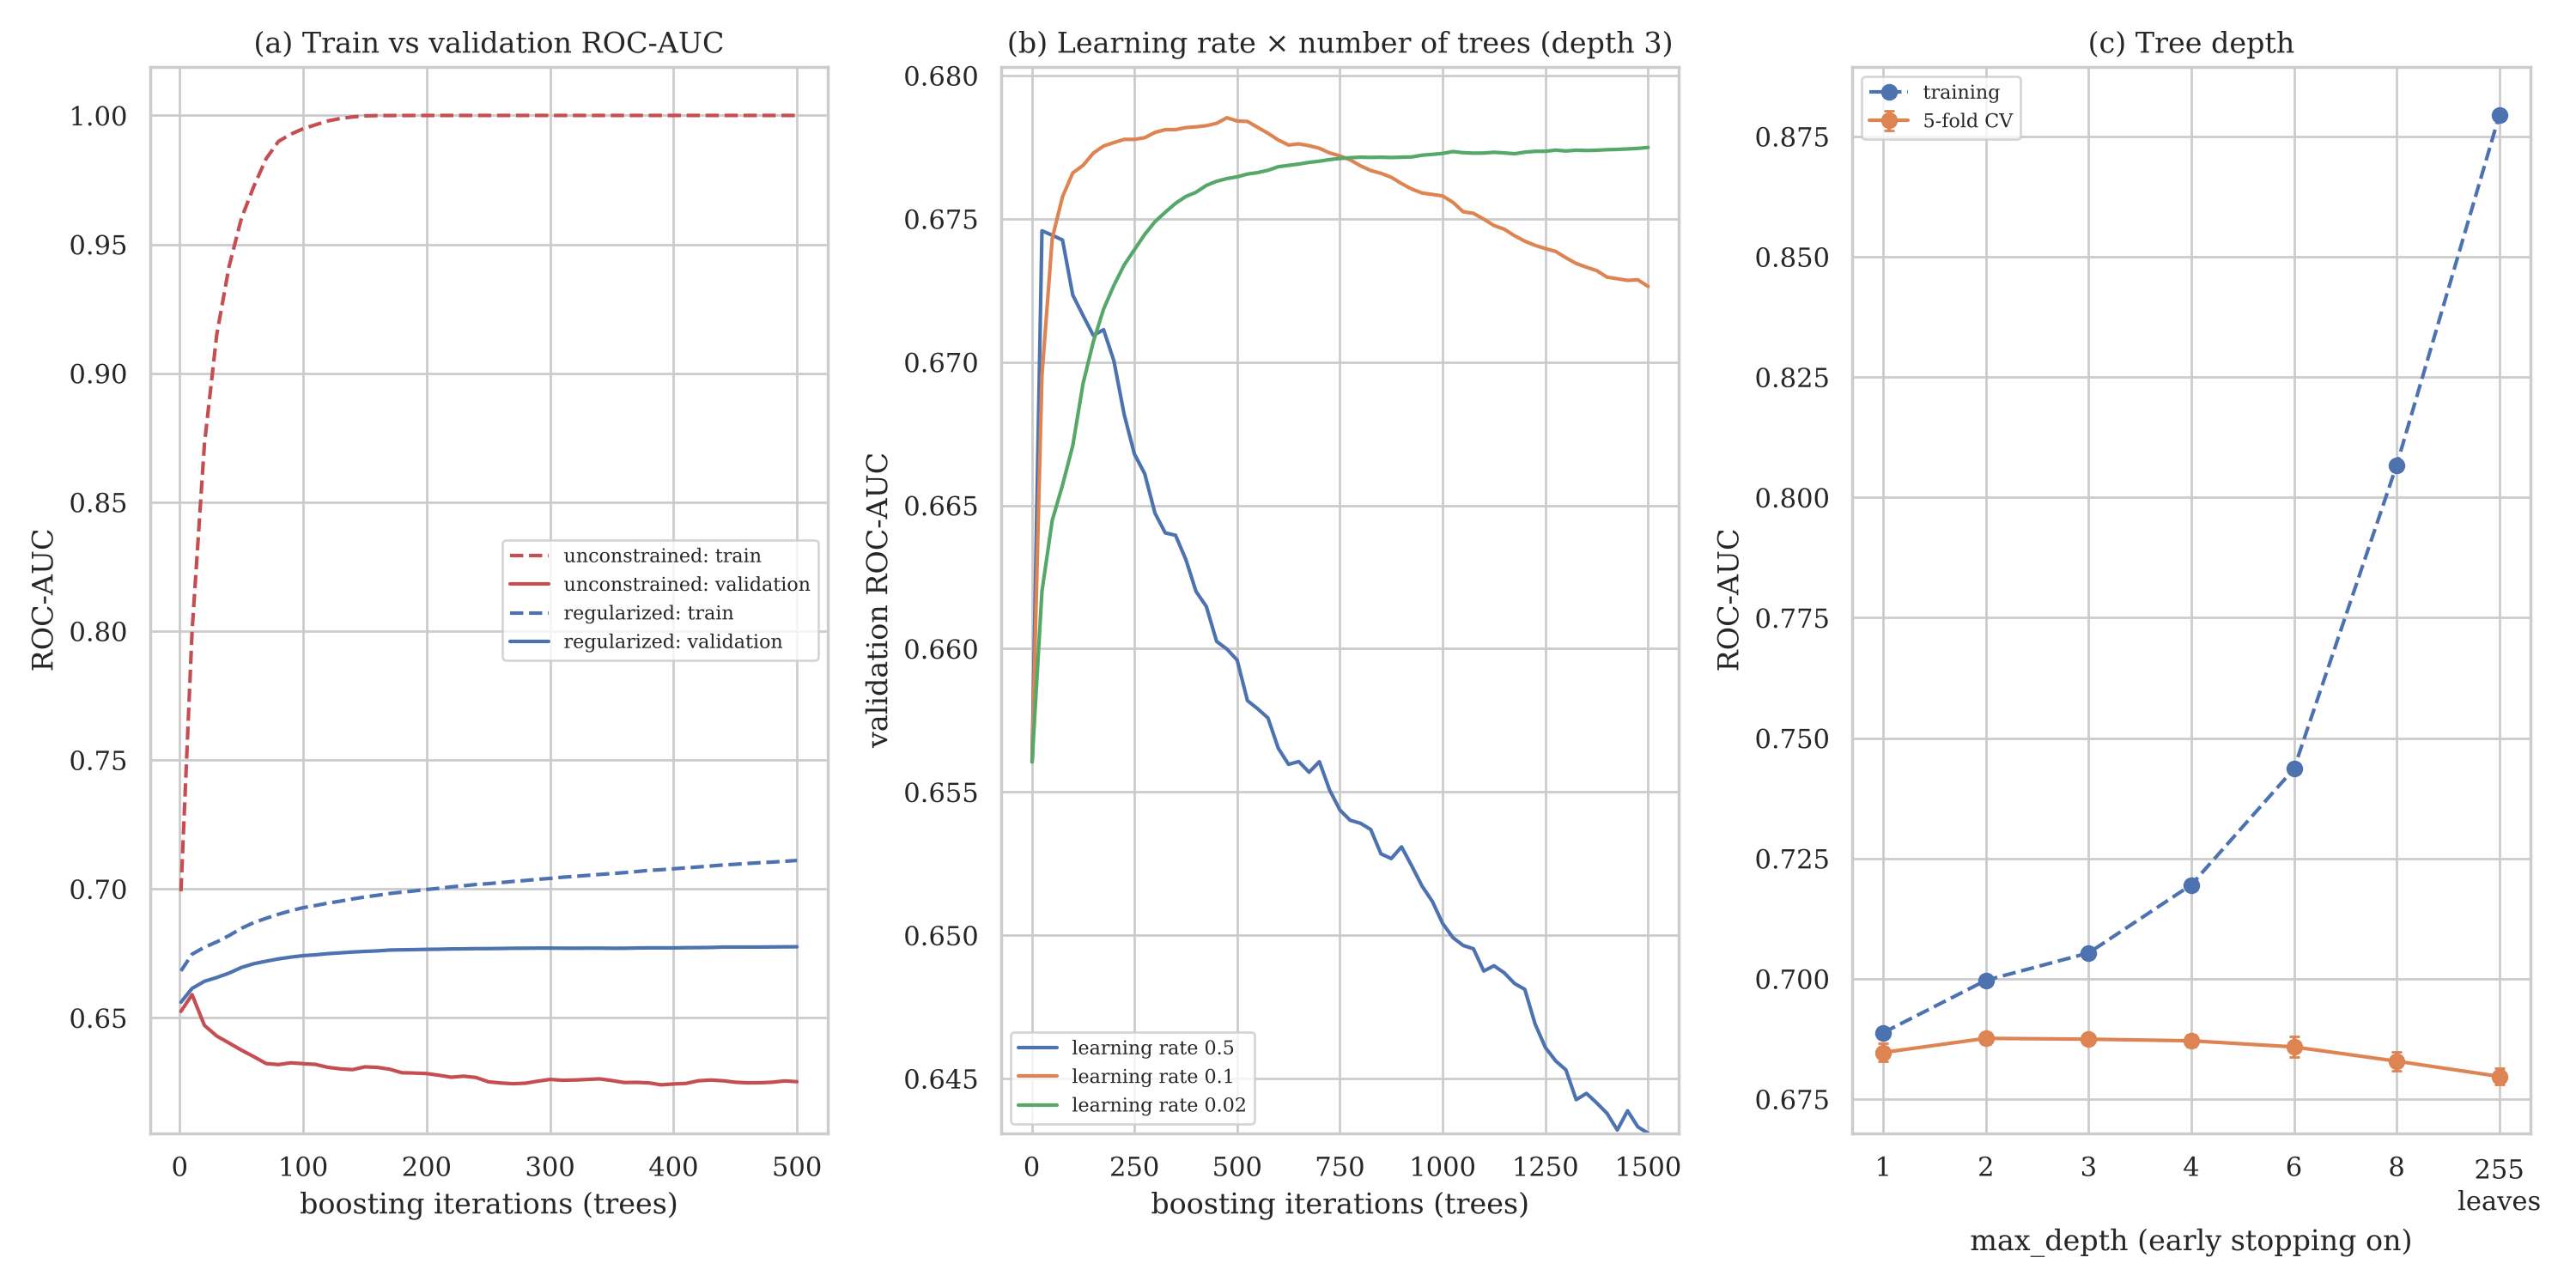 (a) Train vs validation ROC-AUC
ROC-AUC
1.00
0.95
0.90
0.85
0.80
0.75
0.70
0.65
unconstrained: train
unconstrained: validation
regularized: train
regularized: validation
0 100 200 300 400 500
boosting iterations (trees)
(b) Learning rate × number of trees (depth 3)
validation ROC-AUC
0.680
0.675
0.670
0.665
0.660
0.655
0.650
0.645
learning rate 0.5
learning rate 0.1
learning rate 0.02
0 250 500 750 1000 1250 1500
boosting iterations (trees)
(c) Tree depth
ROC-AUC
training
5-fold CV
0.875
0.850
0.825
0.800
0.775
0.750
0.725
0.700
0.675
1 2 3 4 6 8 255
leaves
max_depth (early stopping on)